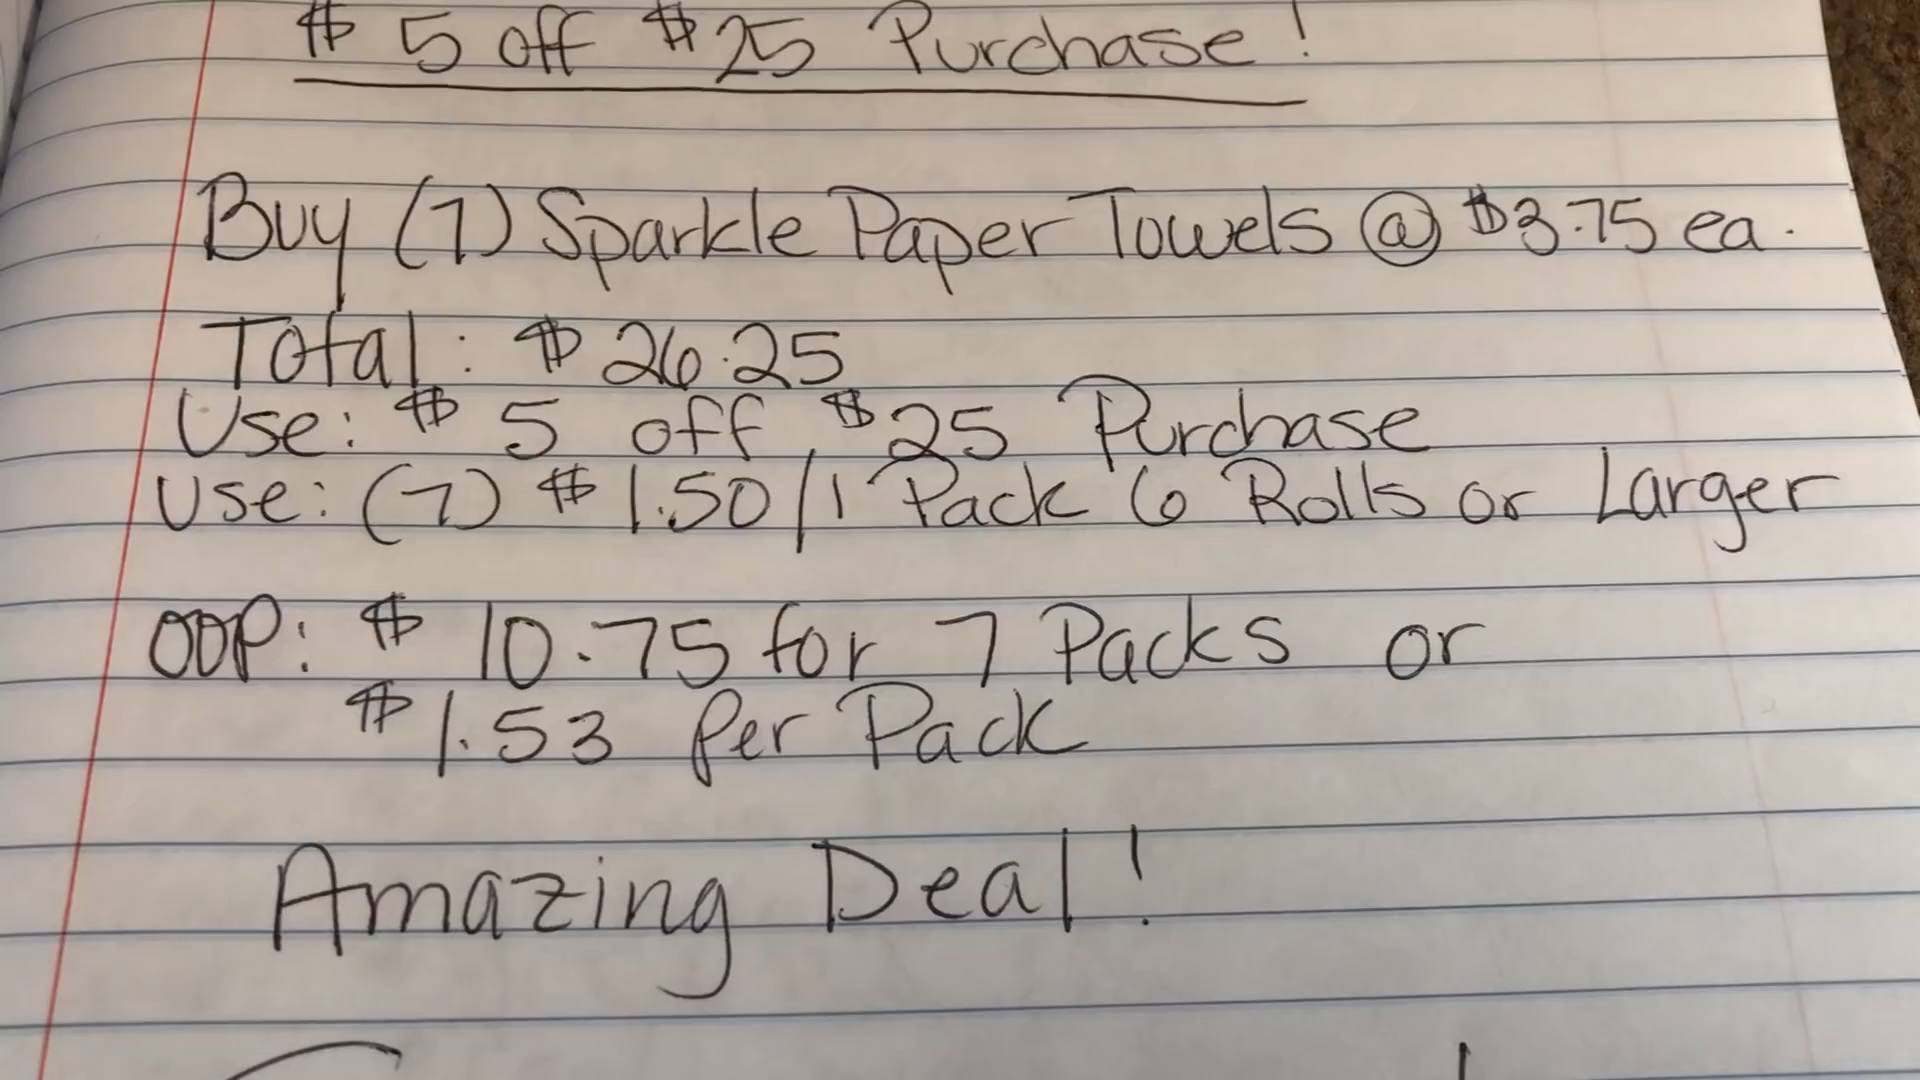 $ 5 off $25 Purchase!
Buy (7) Sparkle Paper Towels @ $3.75 ea.
Total: $ 26.25
Use: $ 5 off $25 Purchase
Use: (7) $ 1.50/1 Pack 6 Rolls or Larger
OOP: $ 10.75 for 7 Packs or
$1.53 Per Pack
Amazing Deal!